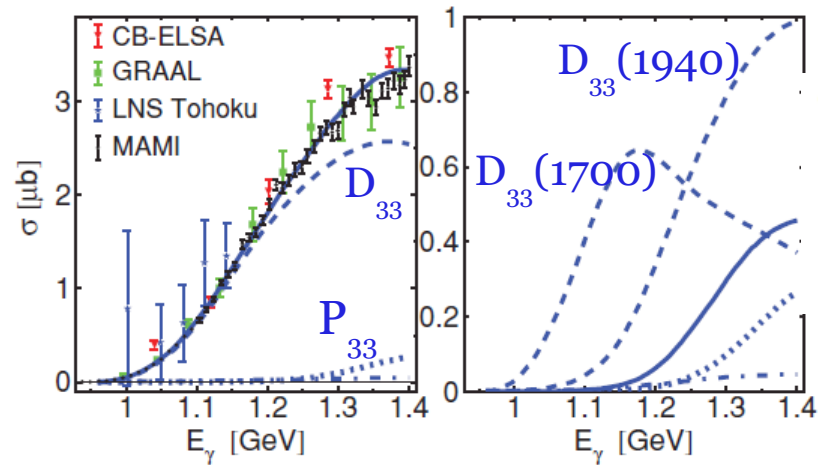 CB-ELSA
GRAAL
LNS Tohoku
MAMI
D₃₃
P₃₃
σ [μb]
3
2
1
0
1
1.1
1.2
1.3
1.4
E_γ [GeV]
D₃₃(1940)
D₃₃(1700)
1
0.8
0.6
0.4
0.2
0
1
1.1
1.2
1.3
1.4
E_γ [GeV]